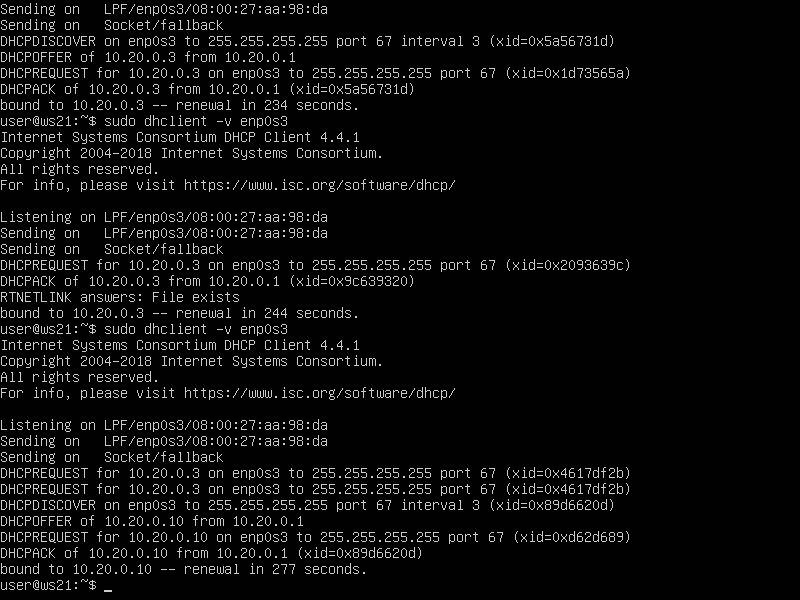 Sending on   LPF/enp0s3/08:00:27:aa:98:da
Sending on   Socket/fallback
DHCPDISCOVER on enp0s3 to 255.255.255.255 port 67 interval 3 (xid=0x5a56731d)
DHCPOFFER of 10.20.0.3 from 10.20.0.1
DHCPREQUEST for 10.20.0.3 on enp0s3 to 255.255.255.255 port 67 (xid=0x1d73565a)
DHCPACK of 10.20.0.3 from 10.20.0.1 (xid=0x5a56731d)
bound to 10.20.0.3 -- renewal in 234 seconds.
user@ws21:~$ sudo dhclient -v enp0s3
Internet Systems Consortium DHCP Client 4.4.1
Copyright 2004-2018 Internet Systems Consortium.
All rights reserved.
For info, please visit https://www.isc.org/software/dhcp/

Listening on LPF/enp0s3/08:00:27:aa:98:da
Sending on   LPF/enp0s3/08:00:27:aa:98:da
Sending on   Socket/fallback
DHCPREQUEST for 10.20.0.3 on enp0s3 to 255.255.255.255 port 67 (xid=0x2093639c)
DHCPACK of 10.20.0.3 from 10.20.0.1 (xid=0x9c639320)
RTNETLINK answers: File exists
bound to 10.20.0.3 -- renewal in 244 seconds.
user@ws21:~$ sudo dhclient -v enp0s3
Internet Systems Consortium DHCP Client 4.4.1
Copyright 2004-2018 Internet Systems Consortium.
All rights reserved.
For info, please visit https://www.isc.org/software/dhcp/

Listening on LPF/enp0s3/08:00:27:aa:98:da
Sending on   LPF/enp0s3/08:00:27:aa:98:da
Sending on   Socket/fallback
DHCPREQUEST for 10.20.0.3 on enp0s3 to 255.255.255.255 port 67 (xid=0x4617df2b)
DHCPREQUEST for 10.20.0.3 on enp0s3 to 255.255.255.255 port 67 (xid=0x4617df2b)
DHCPDISCOVER on enp0s3 to 255.255.255.255 port 67 interval 3 (xid=0x89d6620d)
DHCPOFFER of 10.20.0.10 from 10.20.0.1
DHCPREQUEST for 10.20.0.10 on enp0s3 to 255.255.255.255 port 67 (xid=0xd62d689)
DHCPACK of 10.20.0.10 from 10.20.0.1 (xid=0x89d6620d)
bound to 10.20.0.10 -- renewal in 277 seconds.
user@ws21:~$ _